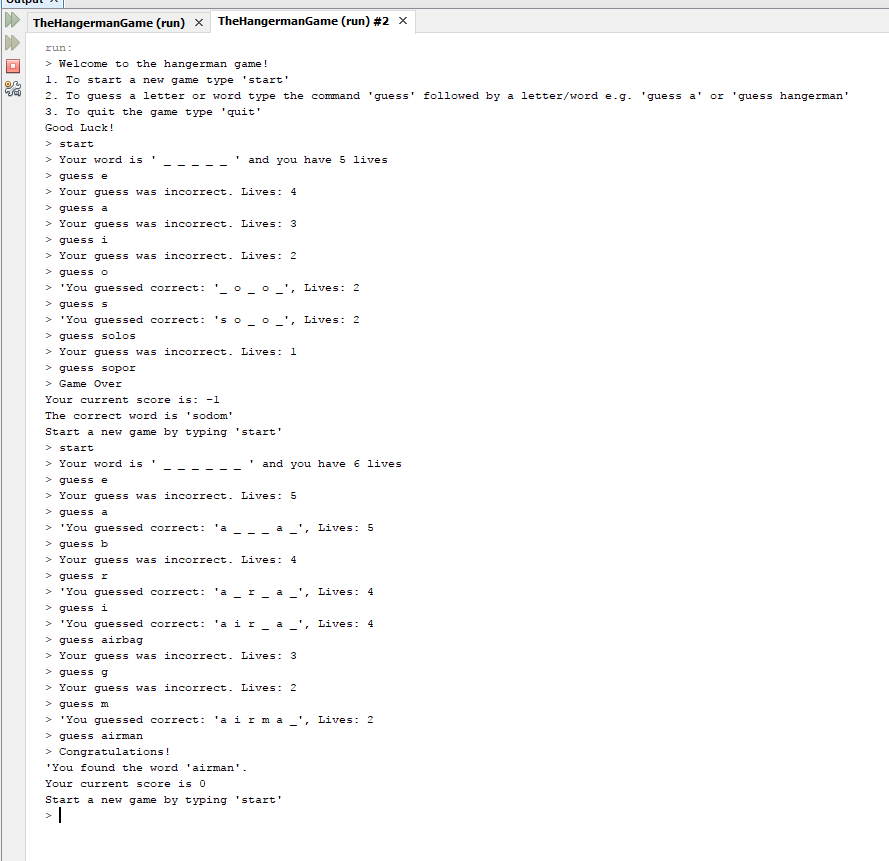 Output ×
TheHangermanGame (run) × TheHangermanGame (run) #2 ×
run:
> Welcome to the hangerman game!
1. To start a new game type 'start'
2. To guess a letter or word type the command 'guess' followed by a letter/word e.g. 'guess a' or 'guess hangerman'
3. To quit the game type 'quit'
Good Luck!
> start
> Your word is ' _ _ _ _ _ ' and you have 5 lives
> guess e
> Your guess was incorrect. Lives: 4
> guess a
> Your guess was incorrect. Lives: 3
> guess i
> Your guess was incorrect. Lives: 2
> guess o
> 'You guessed correct: '_ o _ o _', Lives: 2
> guess s
> 'You guessed correct: 's o _ o _', Lives: 2
> guess solos
> Your guess was incorrect. Lives: 1
> guess sopor
> Game Over
Your current score is: -1
The correct word is 'sodom'
Start a new game by typing 'start'
> start
> Your word is ' _ _ _ _ _ _ ' and you have 6 lives
> guess e
> Your guess was incorrect. Lives: 5
> guess a
> 'You guessed correct: 'a _ _ _ a _', Lives: 5
> guess b
> Your guess was incorrect. Lives: 4
> guess r
> 'You guessed correct: 'a _ r _ a _', Lives: 4
> guess i
> 'You guessed correct: 'a i r _ a _', Lives: 4
> guess airbag
> Your guess was incorrect. Lives: 3
> guess g
> Your guess was incorrect. Lives: 2
> guess m
> 'You guessed correct: 'a i r m a _', Lives: 2
> guess airman
> Congratulations!
'You found the word 'airman'.
Your current score is 0
Start a new game by typing 'start'
>